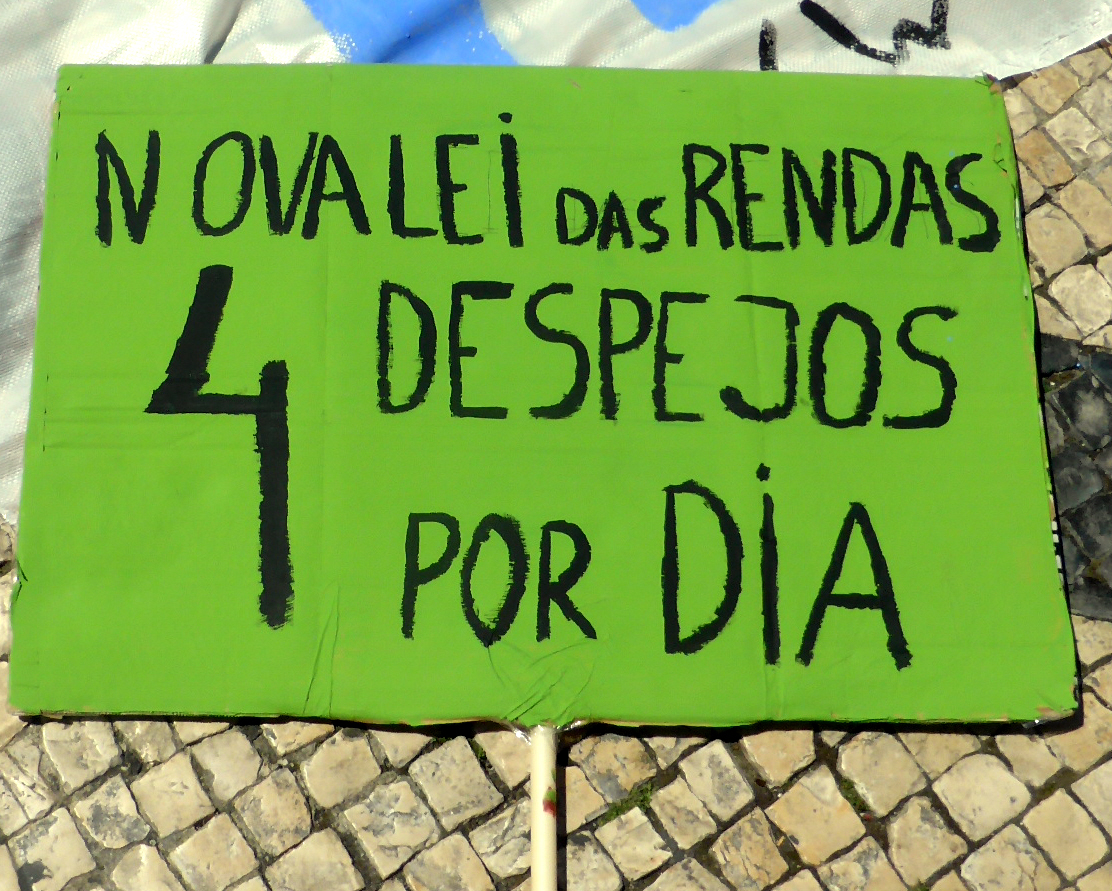 NOVA LEI DAS RENDAS
4 DESPEJOS
POR DIA